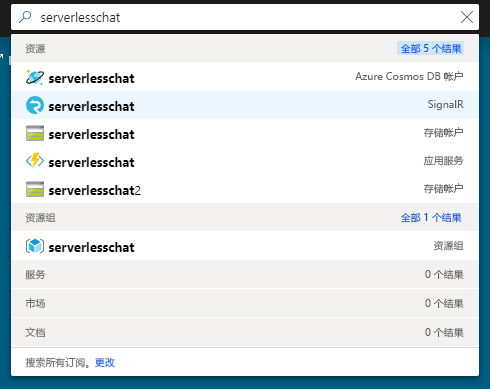 serverlesschat
资源 全部 5 个结果
serverlesschat Azure Cosmos DB 帐户
serverlesschat SignalR
serverlesschat 存储帐户
serverlesschat 应用服务
serverlesschat2 存储帐户
资源组 全部 1 个结果
serverlesschat 资源组
服务 0 个结果
市场 0 个结果
文档 0 个结果
搜索所有订阅。更改